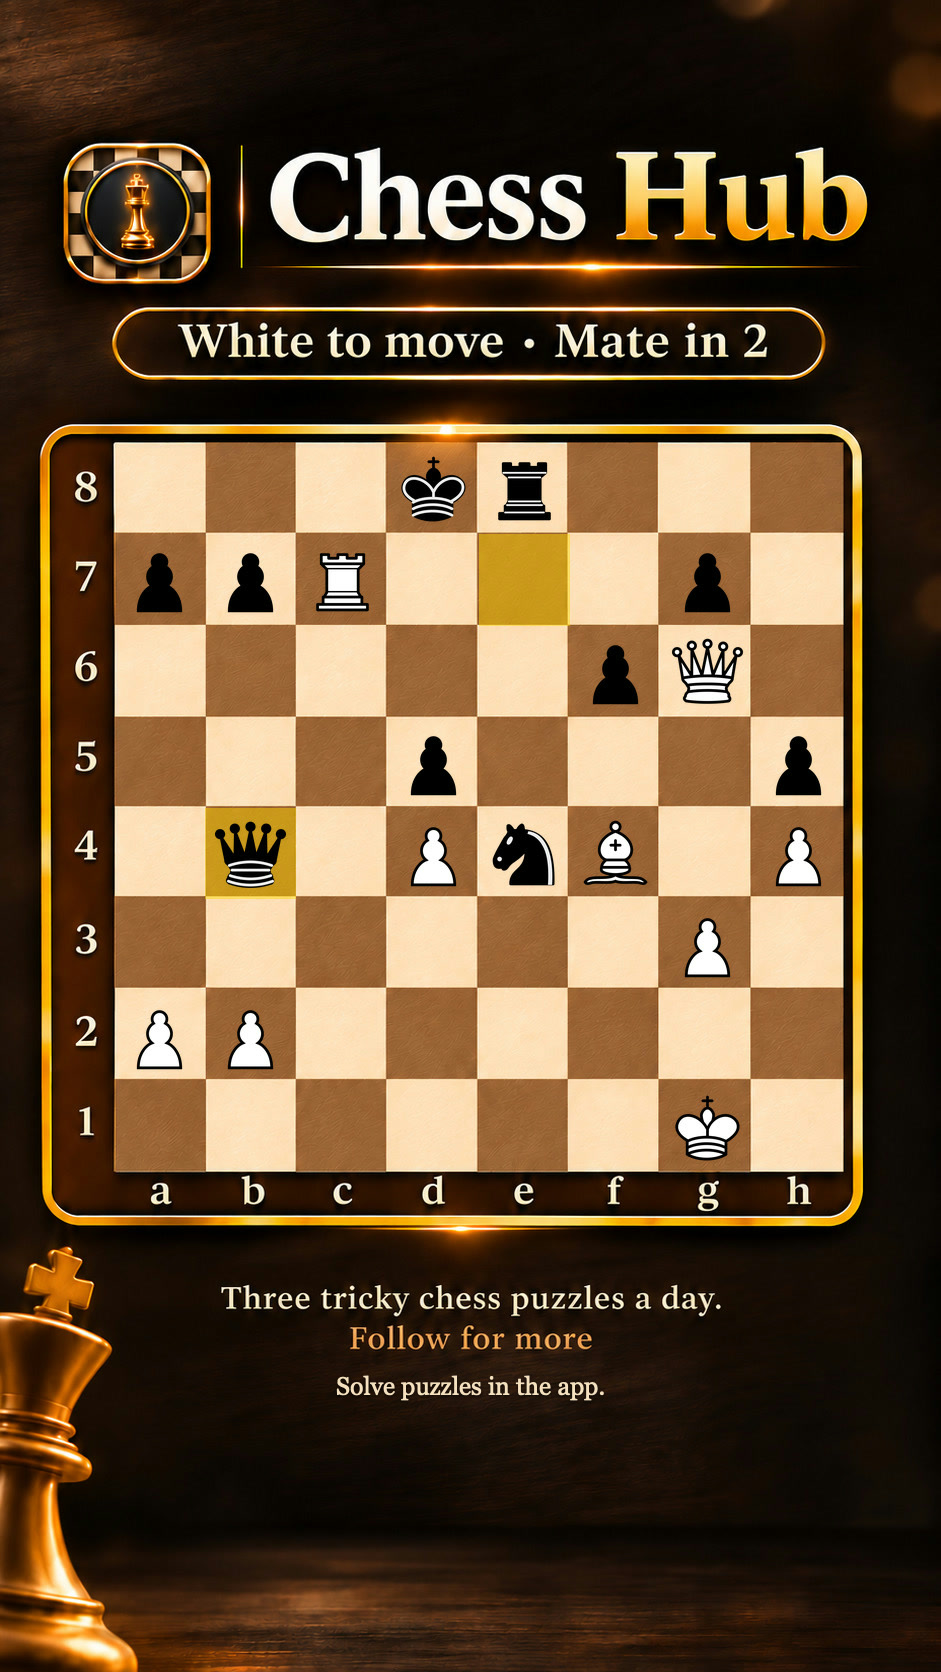 Chess Hub
White to move • Mate in 2
8
7
6
5
4
3
2
1
a b c d e f g h
Three tricky chess puzzles a day.
Follow for more
Solve puzzles in the app.